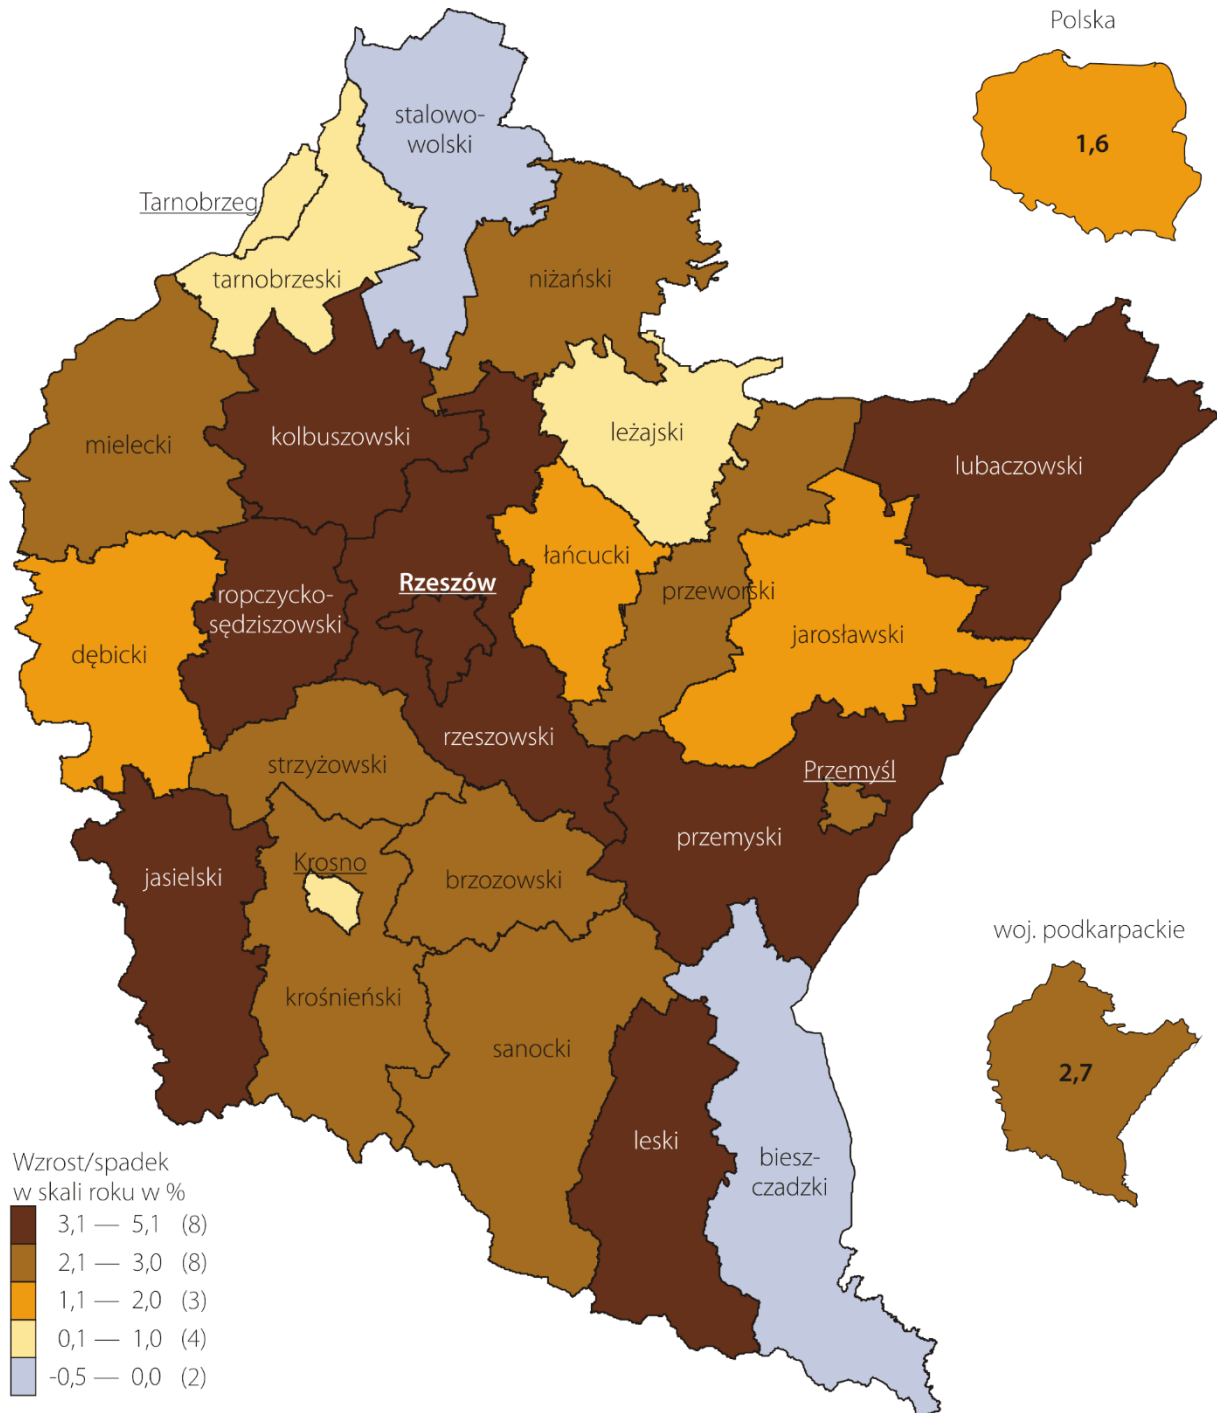 Polska
1,6
stalowo-
wolski
Tarnobrzeg
tarnobrzeski
niżański
mielecki
kolbuszowski
leżajski
lubaczowski
łańcucki
Rzeszów
ropczycko-
sędziszowski
przeworski
jarosławski
dębicki
rzeszowski
strzyżowski
Przemyśl
przemyski
Krosno
jasielski
brzozowski
woj. podkarpackie
2,7
krośnieński
sanocki
leski
biesz-
czadzki
Wzrost/spadek
w skali roku w %
3,1 — 5,1 (8)
2,1 — 3,0 (8)
1,1 — 2,0 (3)
0,1 — 1,0 (4)
-0,5 — 0,0 (2)